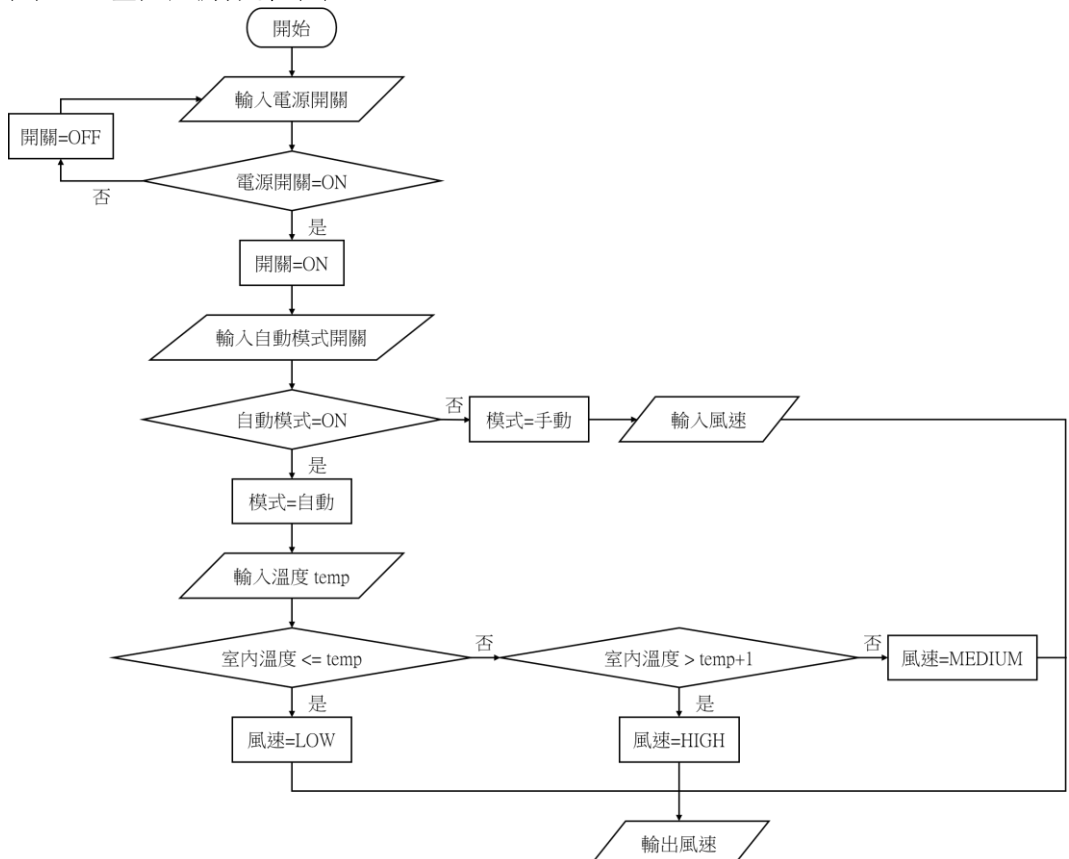 開始
輸入電源開關
開關=OFF
電源開關=ON
否
是
開關=ON
輸入自動模式開關
自動模式=ON
否
模式=手動
輸入風速
是
模式=自動
輸入溫度 temp
室內溫度 <= temp
否
室內溫度 > temp+1
否
風速=MEDIUM
是
風速=LOW
是
風速=HIGH
輸出風速